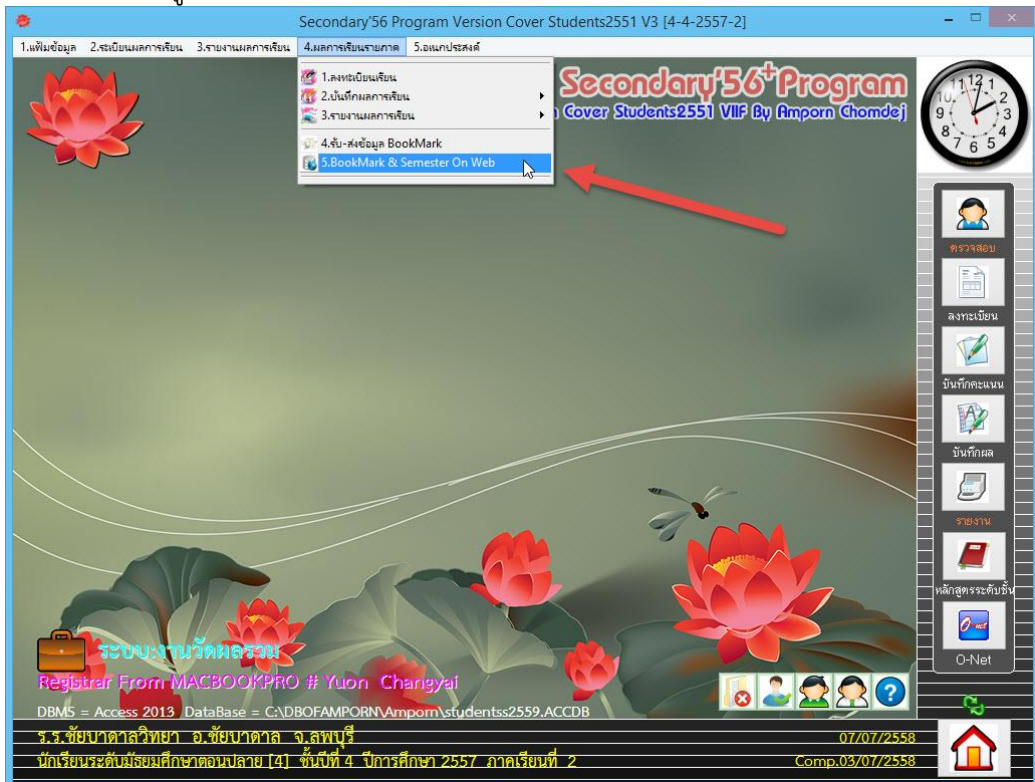 Secondary'56 Program Version Cover Students2551 V3 [4-4-2557-2]
1.แฟ้มข้อมูล 2.ระเบียนผลการเรียน 3.รายงานผลการเรียน 4.ผลการเรียนรายภาค 5.อเนกประสงค์
1.ลงทะเบียนเรียน
2.บันทึกผลการเรียน
3.รายงานผลการเรียน
4.รับ-ส่งข้อมูล BookMark
5.BookMark & Semester On Web
Secondary'56+Program
Cover Students2551 VIIF By Amporn Chomdej
11 12 1
10 2
9 3
8 4
7 6 5
ตรวจสอบ
ลงทะเบียน
บันทึกคะแนน
บันทึกผล
รายงาน
หลักสูตรระดับชั้น
O-net
O-Net
ระบบ:งานวัดผลรวม
Registrar From MACBOOKPRO # Yuon Changyai
DBMS = Access 2013 DataBase = C:\DBOFAMPORN\Amporn\studentss2559.ACCDB
ร.ร.ชัยบาดาลวิทยา อ.ชัยบาดาล จ.ลพบุรี 07/07/2558
นักเรียนระดับมัธยมศึกษาตอนปลาย [4] ชั้นปีที่ 4 ปีการศึกษา 2557 ภาคเรียนที่ 2 Comp.03/07/2558